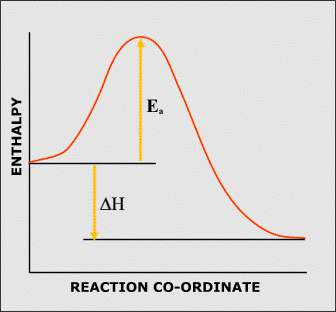 ENTHALPY
Eₐ
ΔH
REACTION CO-ORDINATE